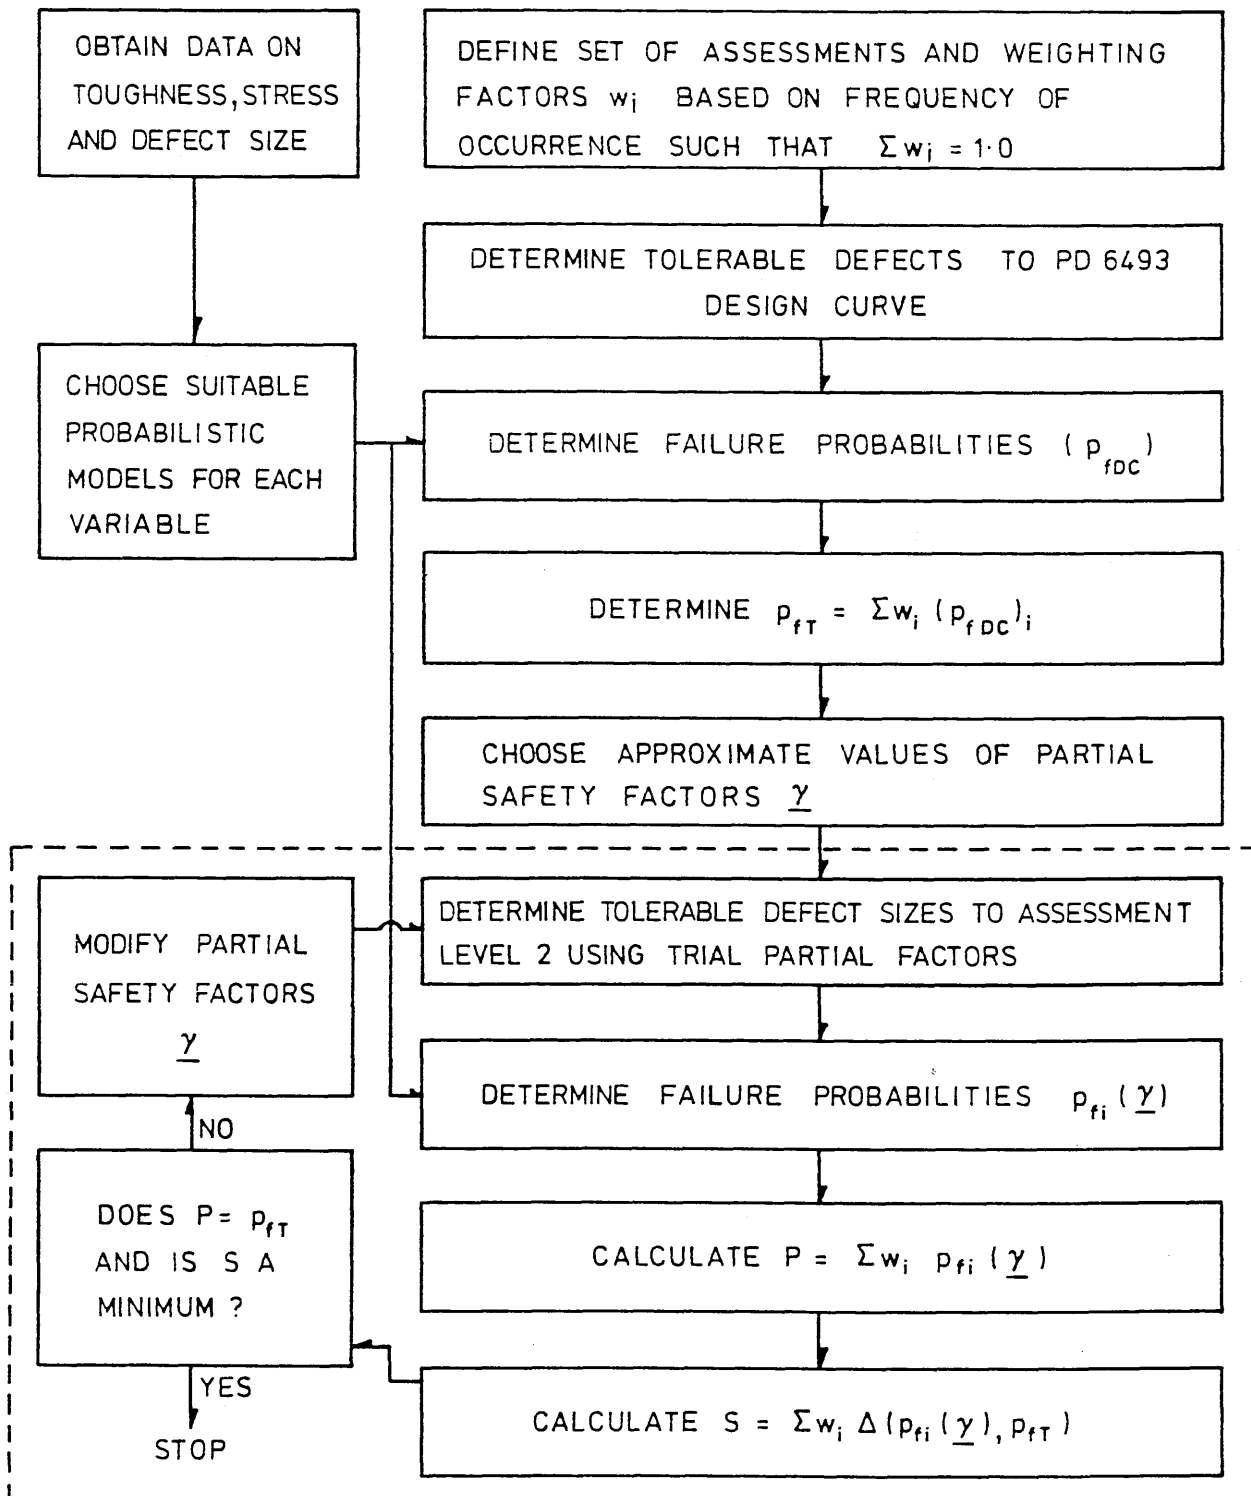 OBTAIN DATA ON
TOUGHNESS, STRESS
AND DEFECT SIZE
DEFINE SET OF ASSESSMENTS AND WEIGHTING
FACTORS wi BASED ON FREQUENCY OF
OCCURRENCE SUCH THAT Σwi = 1·0
DETERMINE TOLERABLE DEFECTS TO PD 6493
DESIGN CURVE
CHOOSE SUITABLE
PROBABILISTIC
MODELS FOR EACH
VARIABLE
DETERMINE FAILURE PROBABILITIES (pfDC)
DETERMINE pfT = Σwi (pfDC)i
CHOOSE APPROXIMATE VALUES OF PARTIAL
SAFETY FACTORS γ
DETERMINE TOLERABLE DEFECT SIZES TO ASSESSMENT
LEVEL 2 USING TRIAL PARTIAL FACTORS
MODIFY PARTIAL
SAFETY FACTORS
γ
DETERMINE FAILURE PROBABILITIES pfi (γ)
NO
DOES P = pfT
AND IS S A
MINIMUM ?
CALCULATE P = Σwi pfi (γ)
CALCULATE S = Σwi Δ(pfi (γ), pfT)
YES
STOP